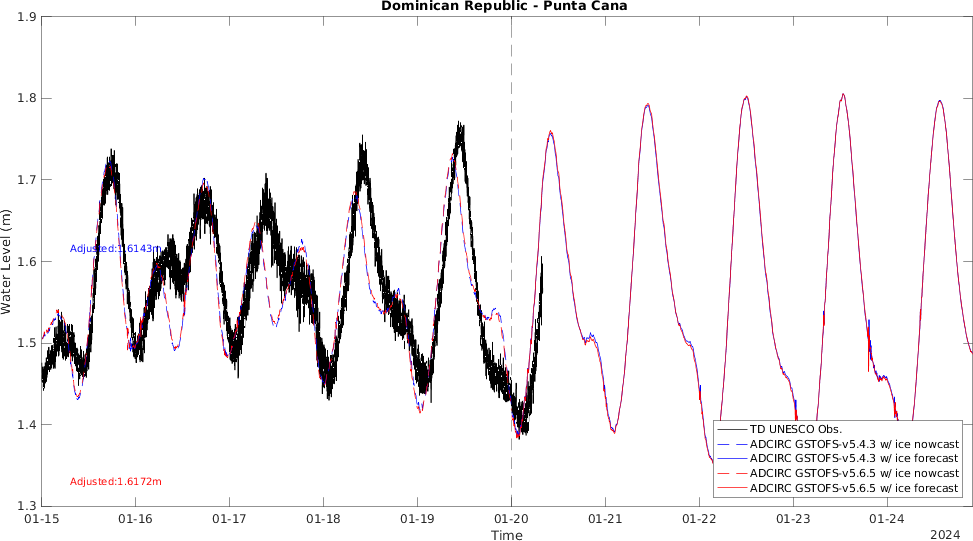 Dominican Republic - Punta Cana
1.9
1.8
1.7
1.6
1.5
1.4
1.3
Water Level (m)
Adjusted:1.6143m
Adjusted:1.6172m
TD UNESCO Obs.
ADCIRC GSTOFS-v5.4.3 w/ ice nowcast
ADCIRC GSTOFS-v5.4.3 w/ ice forecast
ADCIRC GSTOFS-v5.6.5 w/ ice nowcast
ADCIRC GSTOFS-v5.6.5 w/ ice forecast
01-15 01-16 01-17 01-18 01-19 01-20 01-21 01-22 01-23 01-24
Time
2024